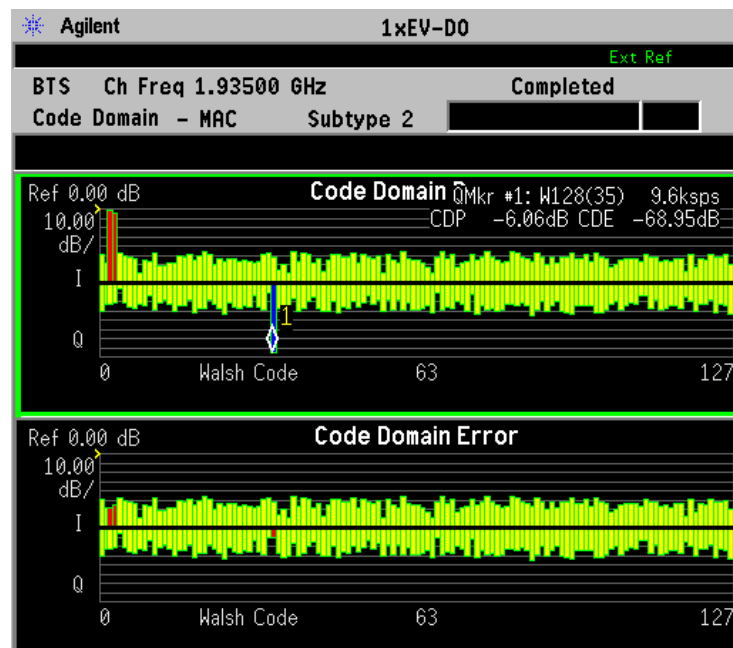 Agilent 1xEV-DO
Ext Ref
BTS Ch Freq 1.93500 GHz Completed
Code Domain - MAC Subtype 2
Ref 0.00 dB Code Domain QMkr #1: W128(35) 9.6ksps
10.00 CDP -6.06dB CDE -68.95dB
dB/
I
1
Q
0 Walsh Code 63 127
Ref 0.00 dB Code Domain Error
10.00
dB/
I
Q
0 Walsh Code 63 127